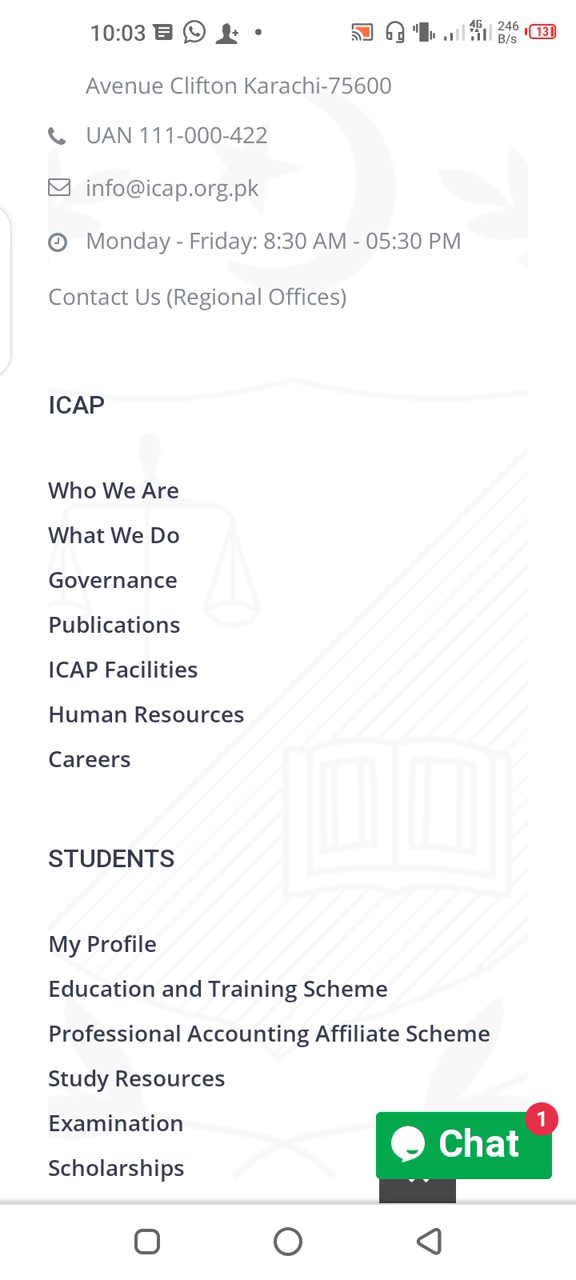 10:03
4G
246
B/s
13
Avenue Clifton Karachi-75600
UAN 111-000-422
info@icap.org.pk
Monday - Friday: 8:30 AM - 05:30 PM
Contact Us (Regional Offices)
ICAP
Who We Are
What We Do
Governance
Publications
ICAP Facilities
Human Resources
Careers
STUDENTS
My Profile
Education and Training Scheme
Professional Accounting Affiliate Scheme
Study Resources
Examination
Scholarships
Chat
1